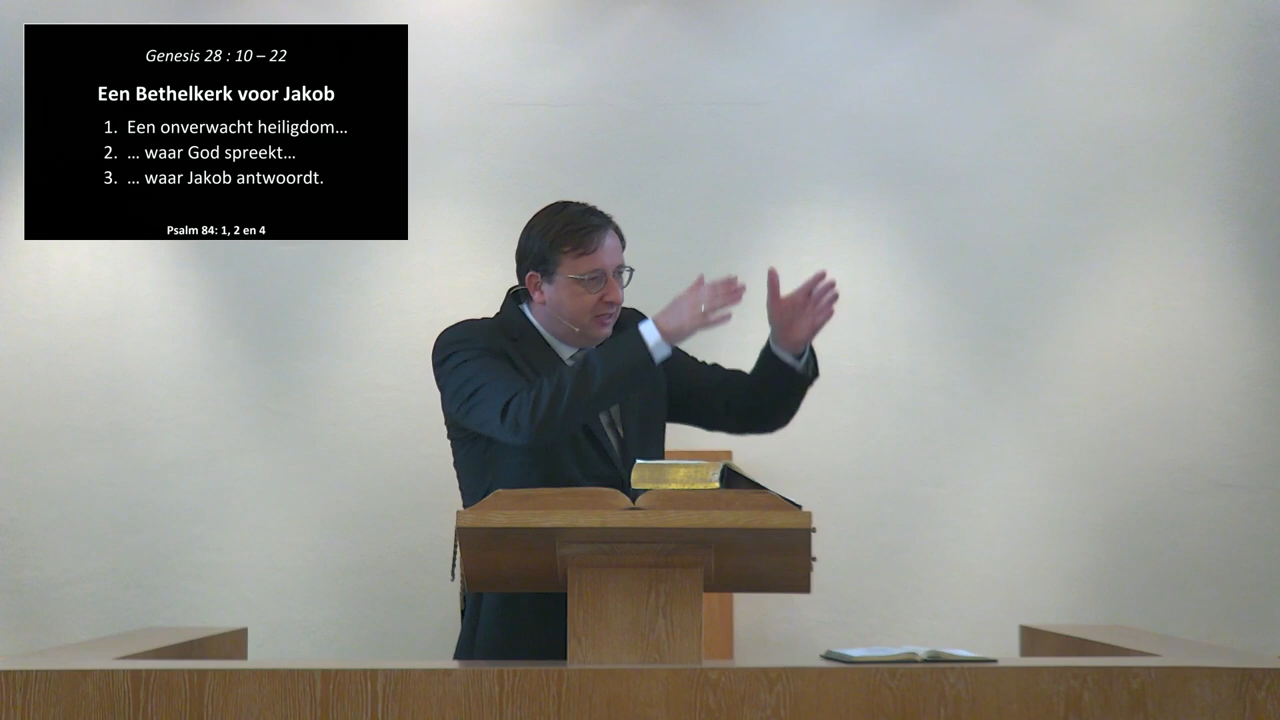 Genesis 28 : 10 – 22
Een Bethelkerk voor Jakob
1. Een onverwacht heiligdom…
2. … waar God spreekt…
3. … waar Jakob antwoordt.
Psalm 84: 1, 2 en 4